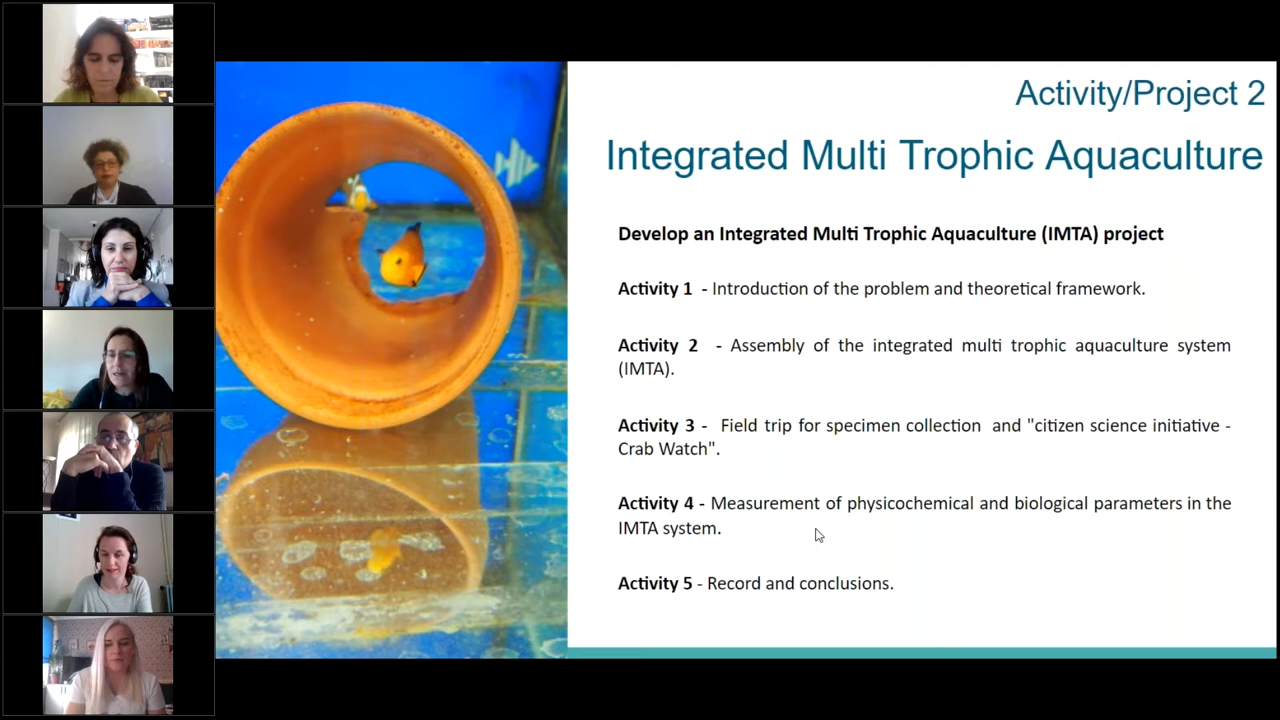 Activity/Project 2
Integrated Multi Trophic Aquaculture
Develop an Integrated Multi Trophic Aquaculture (IMTA) project
Activity 1 - Introduction of the problem and theoretical framework.
Activity 2 - Assembly of the integrated multi trophic aquaculture system
(IMTA).
Activity 3 - Field trip for specimen collection and "citizen science initiative -
Crab Watch".
Activity 4 - Measurement of physicochemical and biological parameters in the
IMTA system.
Activity 5 - Record and conclusions.